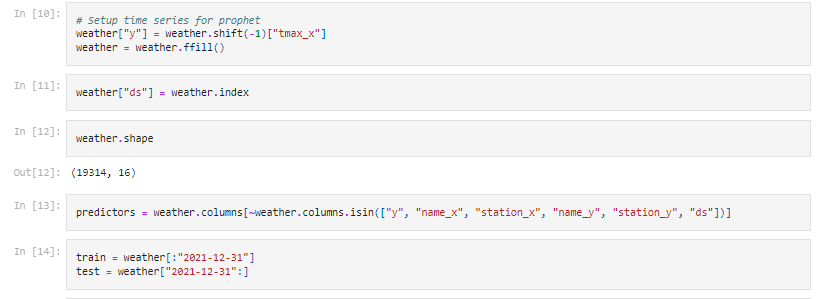 In [10]:
# Setup time series for prophet
weather["y"] = weather.shift(-1)["tmax_x"]
weather = weather.ffill()
In [11]:
weather["ds"] = weather.index
In [12]:
weather.shape
Out[12]: (19314, 16)
In [13]:
predictors = weather.columns[~weather.columns.isin(["y", "name_x", "station_x", "name_y", "station_y", "ds"])]
In [14]:
train = weather[:"2021-12-31"]
test = weather["2021-12-31":]